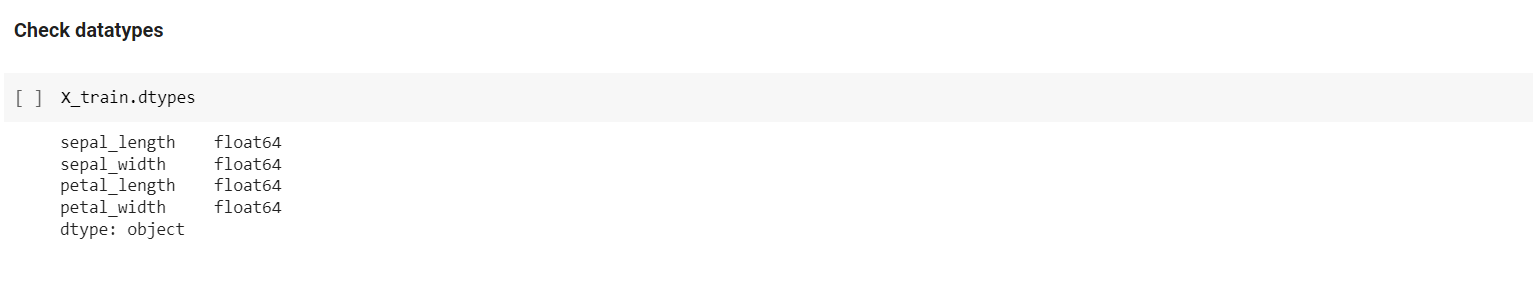 Check datatypes
[ ] X_train.dtypes
sepal_length    float64
sepal_width     float64
petal_length    float64
petal_width     float64
dtype: object